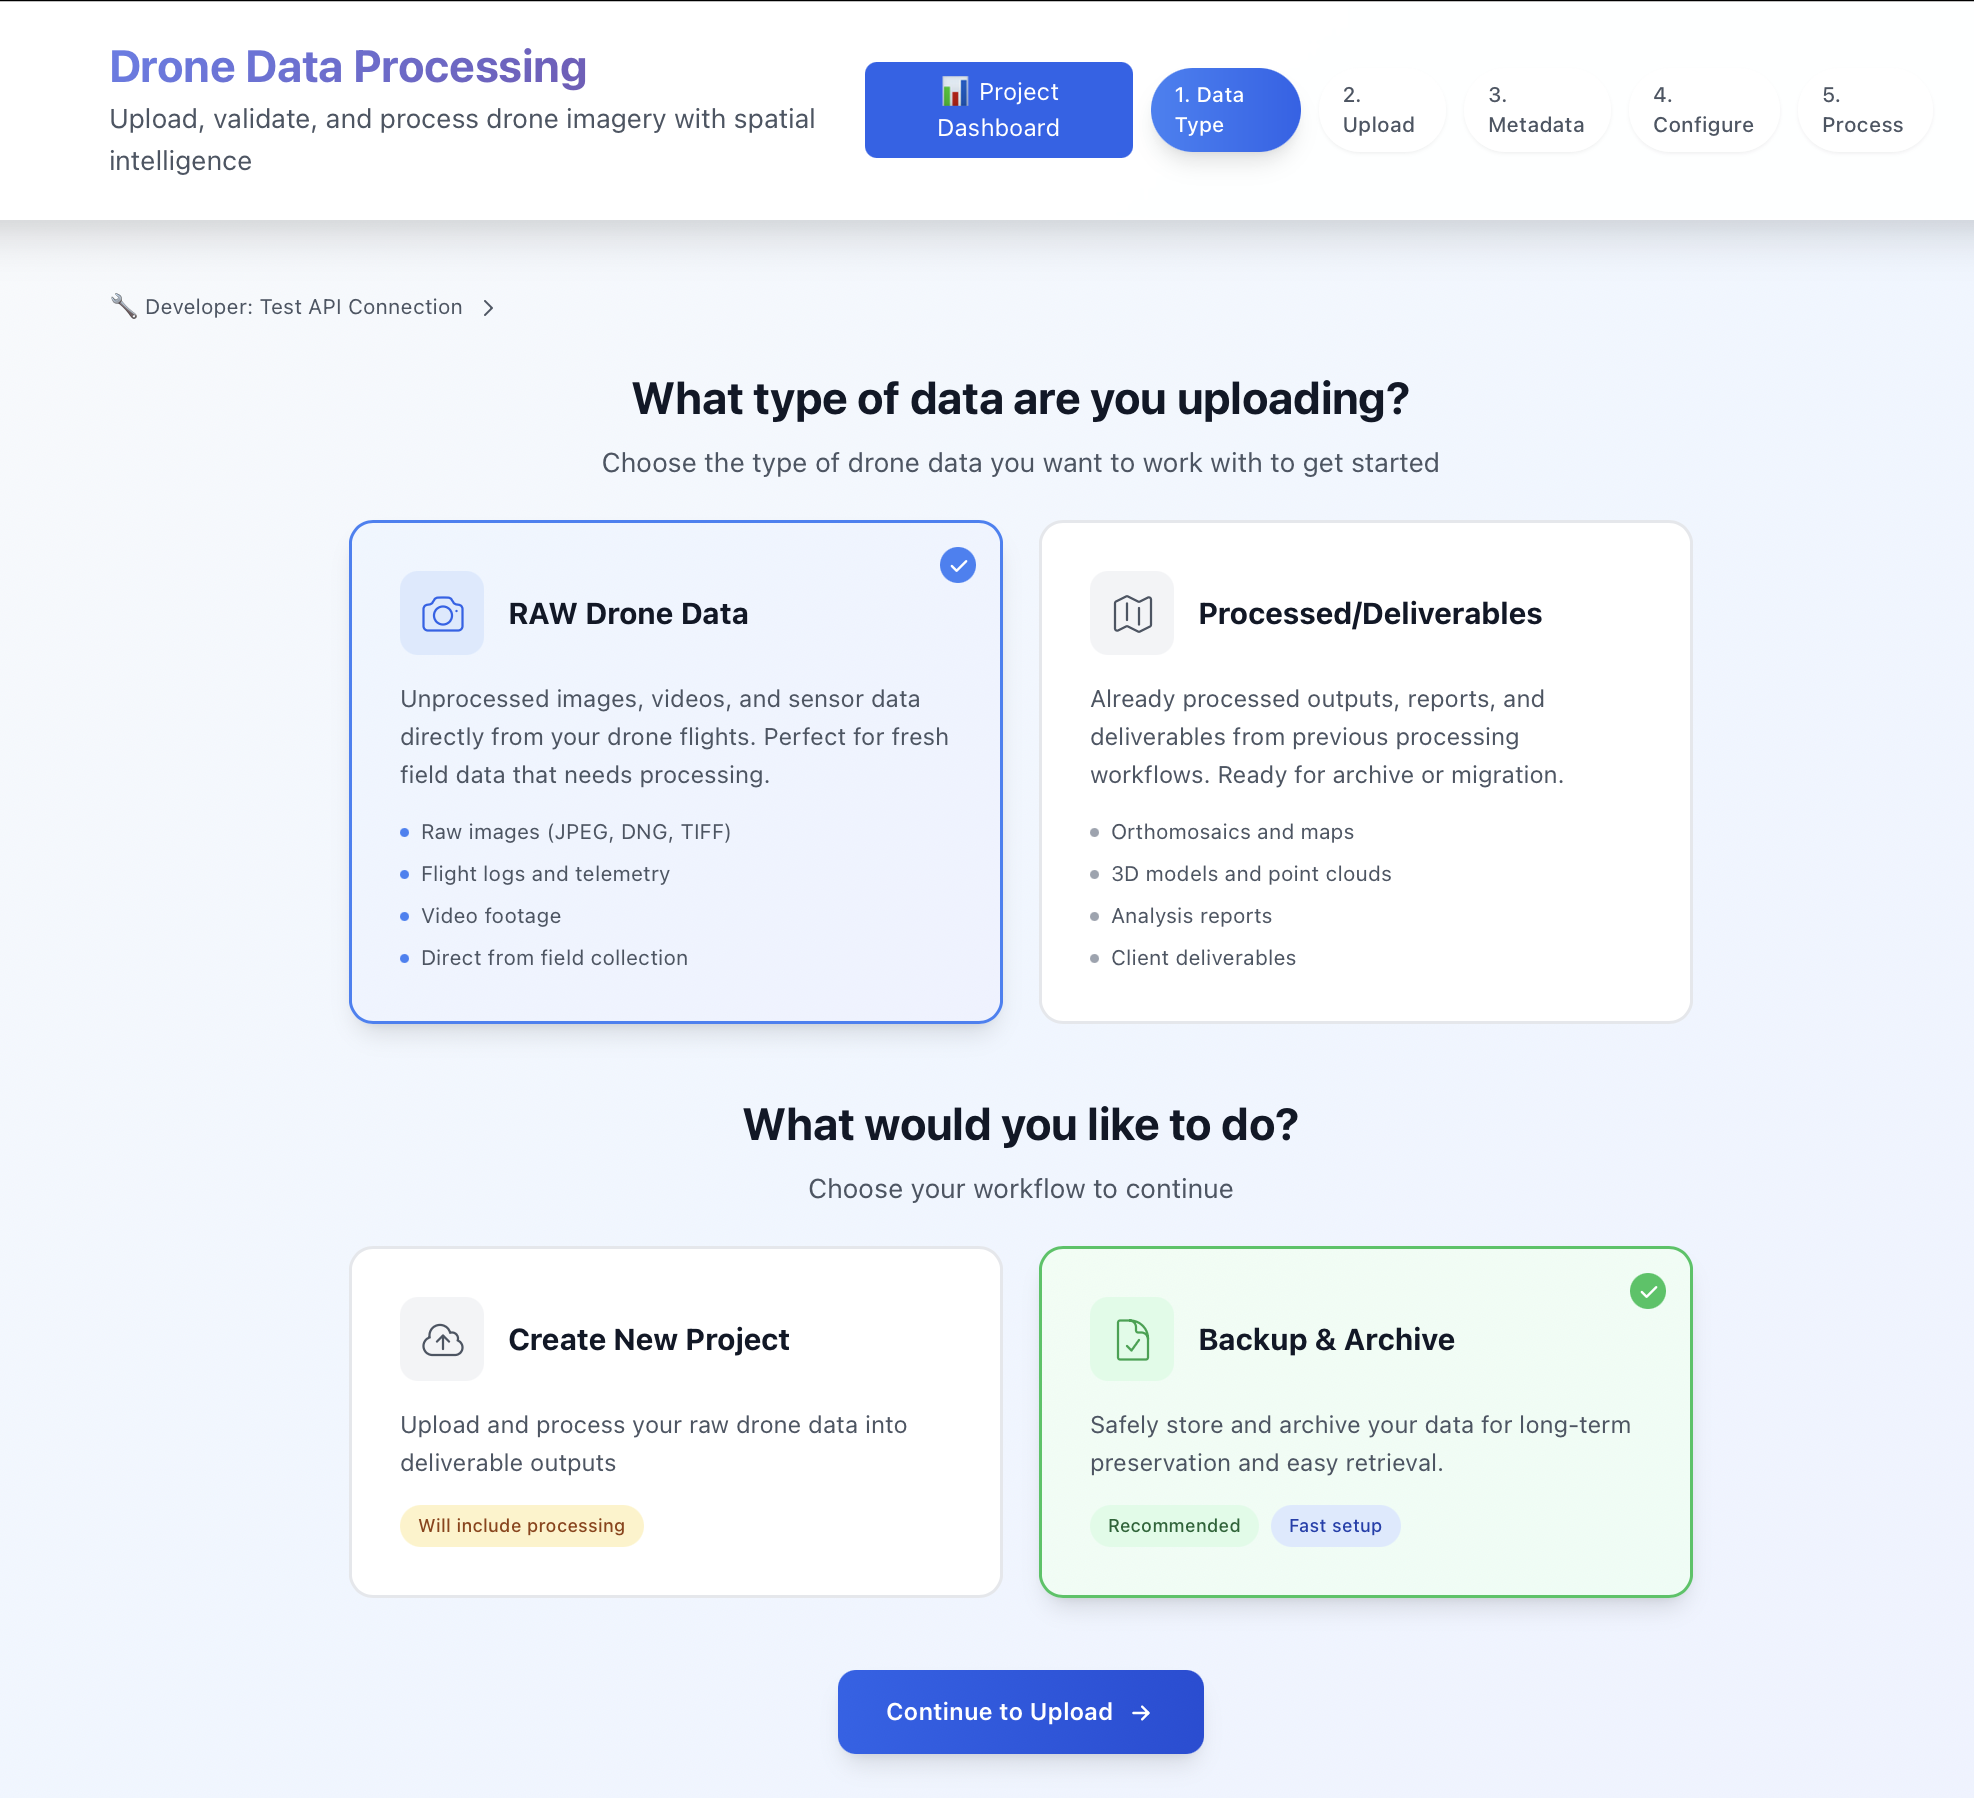 Drone Data Processing
Upload, validate, and process drone imagery with spatial
intelligence
Project
Dashboard
1. Data
Type
2.
Upload
3.
Metadata
4.
Configure
5.
Process
Developer: Test API Connection
What type of data are you uploading?
Choose the type of drone data you want to work with to get started
RAW Drone Data
Unprocessed images, videos, and sensor data
directly from your drone flights. Perfect for fresh
field data that needs processing.
Raw images (JPEG, DNG, TIFF)
Flight logs and telemetry
Video footage
Direct from field collection
Processed/Deliverables
Already processed outputs, reports, and
deliverables from previous processing
workflows. Ready for archive or migration.
Orthomosaics and maps
3D models and point clouds
Analysis reports
Client deliverables
What would you like to do?
Choose your workflow to continue
Create New Project
Upload and process your raw drone data into
deliverable outputs
Will include processing
Backup & Archive
Safely store and archive your data for long-term
preservation and easy retrieval.
Recommended
Fast setup
Continue to Upload →